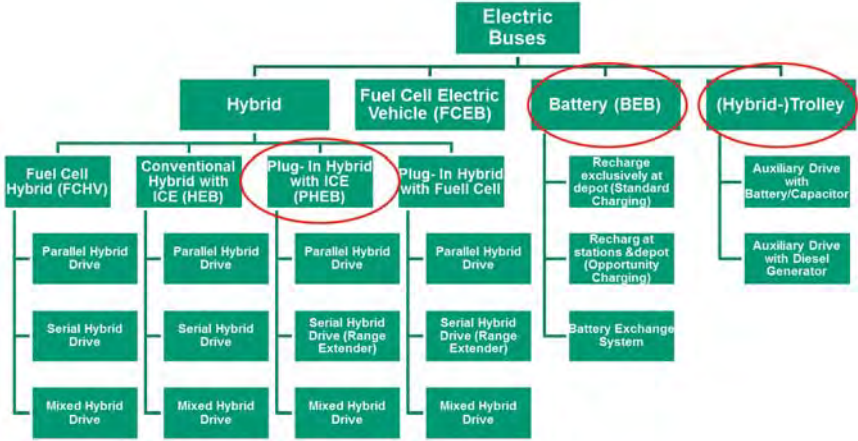 Electric
Buses
Hybrid
Fuel Cell Electric
Vehicle (FCEB)
Battery (BEB)
(Hybrid-)Trolley
Fuel Cell
Hybrid (FCHV)
Conventional
Hybrid with
ICE (HEB)
Plug- In Hybrid
with ICE
(PHEB)
Plug- In Hybrid
with Fuell Cell
Recharge
exclusively at
depot (Standard
Charging)
Auxiliary Drive
with
Battery/Capacitor
Parallel Hybrid
Drive
Parallel Hybrid
Drive
Parallel Hybrid
Drive
Parallel Hybrid
Drive
Recharg at
stations &depot
(Opportunity
Charging)
Auxiliary Drive
with Diesel
Generator
Serial Hybrid
Drive
Serial Hybrid
Drive
Serial Hybrid
Drive (Range
Extender)
Serial Hybrid
Drive (Range
Extender)
Battery Exchange
System
Mixed Hybrid
Drive
Mixed Hybrid
Drive
Mixed Hybrid
Drive
Mixed Hybrid
Drive